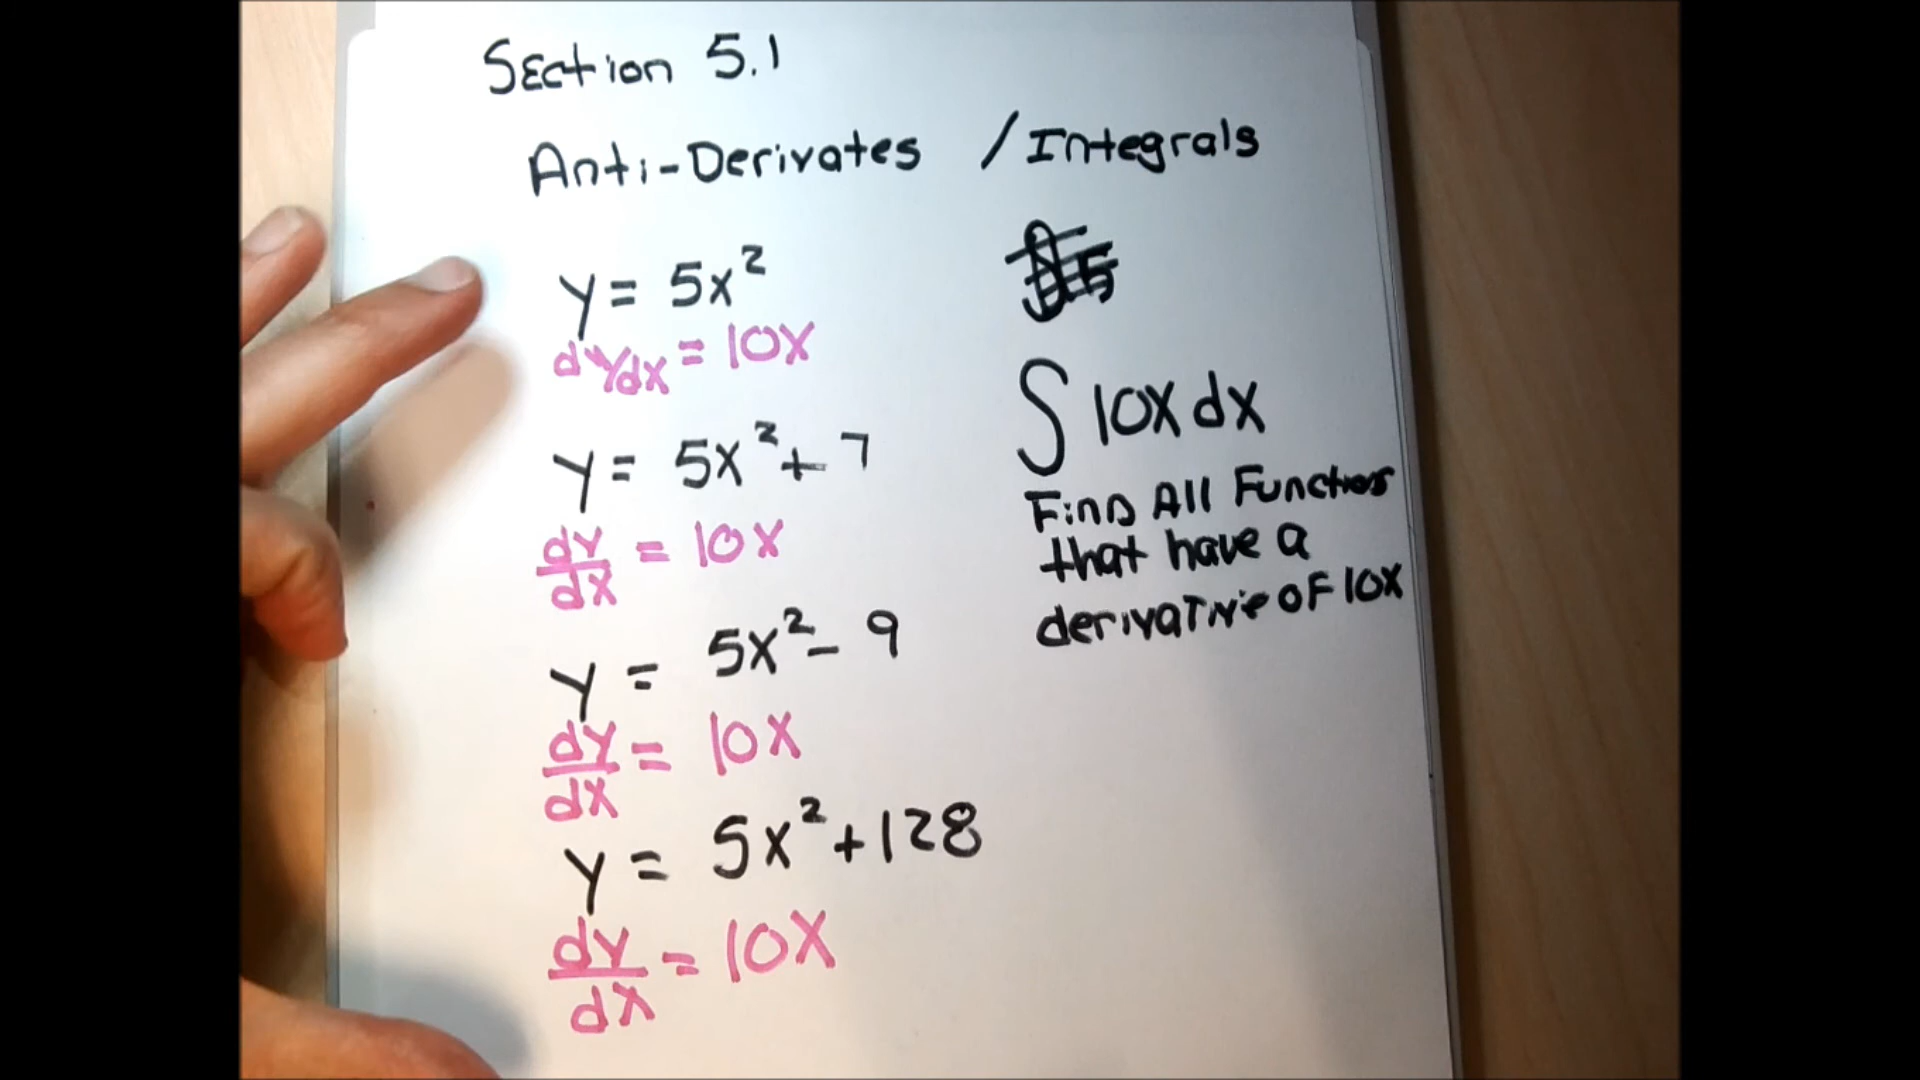 Section 5.1
Anti-Derivates / Integrals
y = 5x²
dy/dx = 10x
y = 5x² + 7
dy/dx = 10x
y = 5x² - 9
dy/dx = 10x
y = 5x² + 128
dy/dx = 10x
∫ 10x dx
Find All Functions
that have a
derivative of 10x